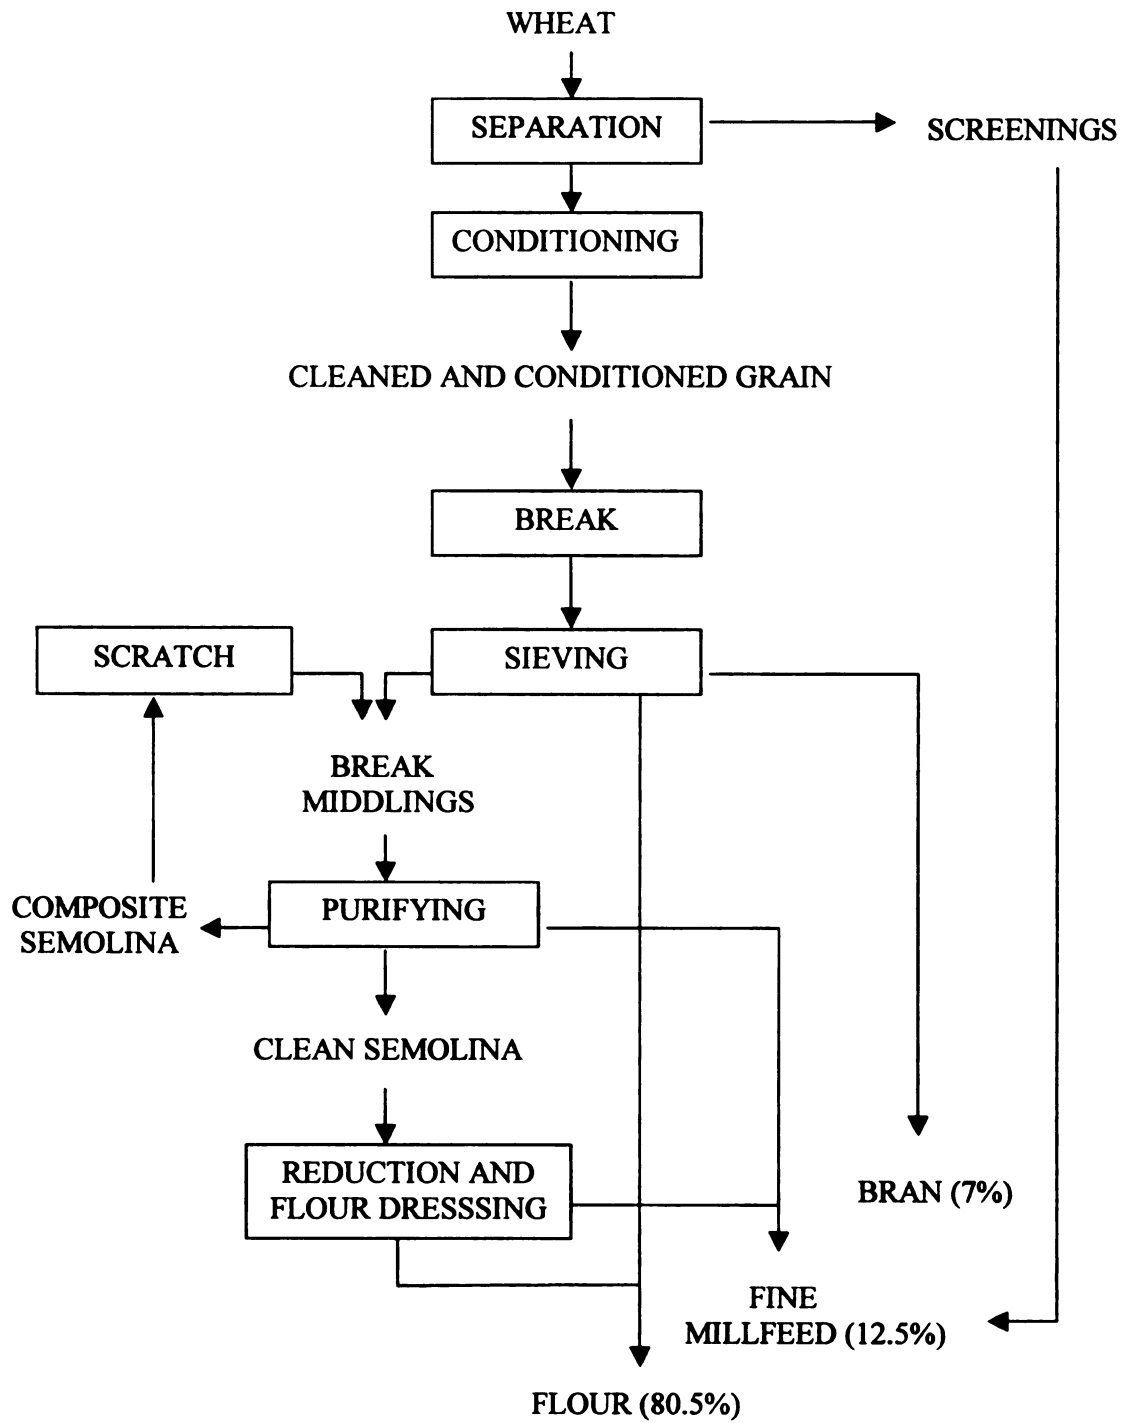 WHEAT
SEPARATION
SCREENINGS
CONDITIONING
CLEANED AND CONDITIONED GRAIN
BREAK
SCRATCH
SIEVING
BREAK
MIDDLINGS
COMPOSITE
SEMOLINA
PURIFYING
CLEAN SEMOLINA
REDUCTION AND
FLOUR DRESSSING
BRAN (7%)
FINE
MILLFEED (12.5%)
FLOUR (80.5%)